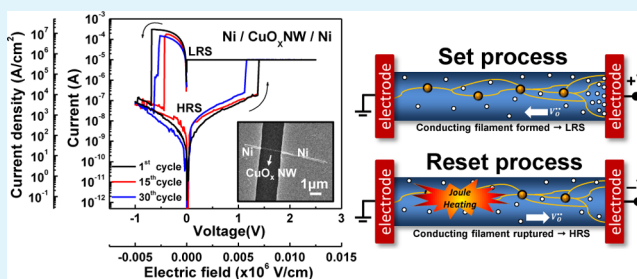 Ni / CuOxNW / Ni
LRS
HRS
Ni
Ni
CuOx NW
1μm
1st cycle
15th cycle
30th cycle
Current density (A/cm²)
10⁷
10⁶
10⁵
10⁴
10³
10²
10¹
10⁰
10⁻¹
Current (A)
10⁻³
10⁻⁴
10⁻⁵
10⁻⁶
10⁻⁷
10⁻⁸
10⁻⁹
10⁻¹⁰
10⁻¹¹
10⁻¹²
-1 0 1 2 3
Voltage(V)
-0.005 0.000 0.005 0.010 0.015
Electric field (x10⁶ V/cm)
Set process
electrode
electrode
Vo¨
Conducting filament formed → LRS
Reset process
electrode
electrode
Joule
Heating
Vo¨
Conducting filament ruptured → HRS